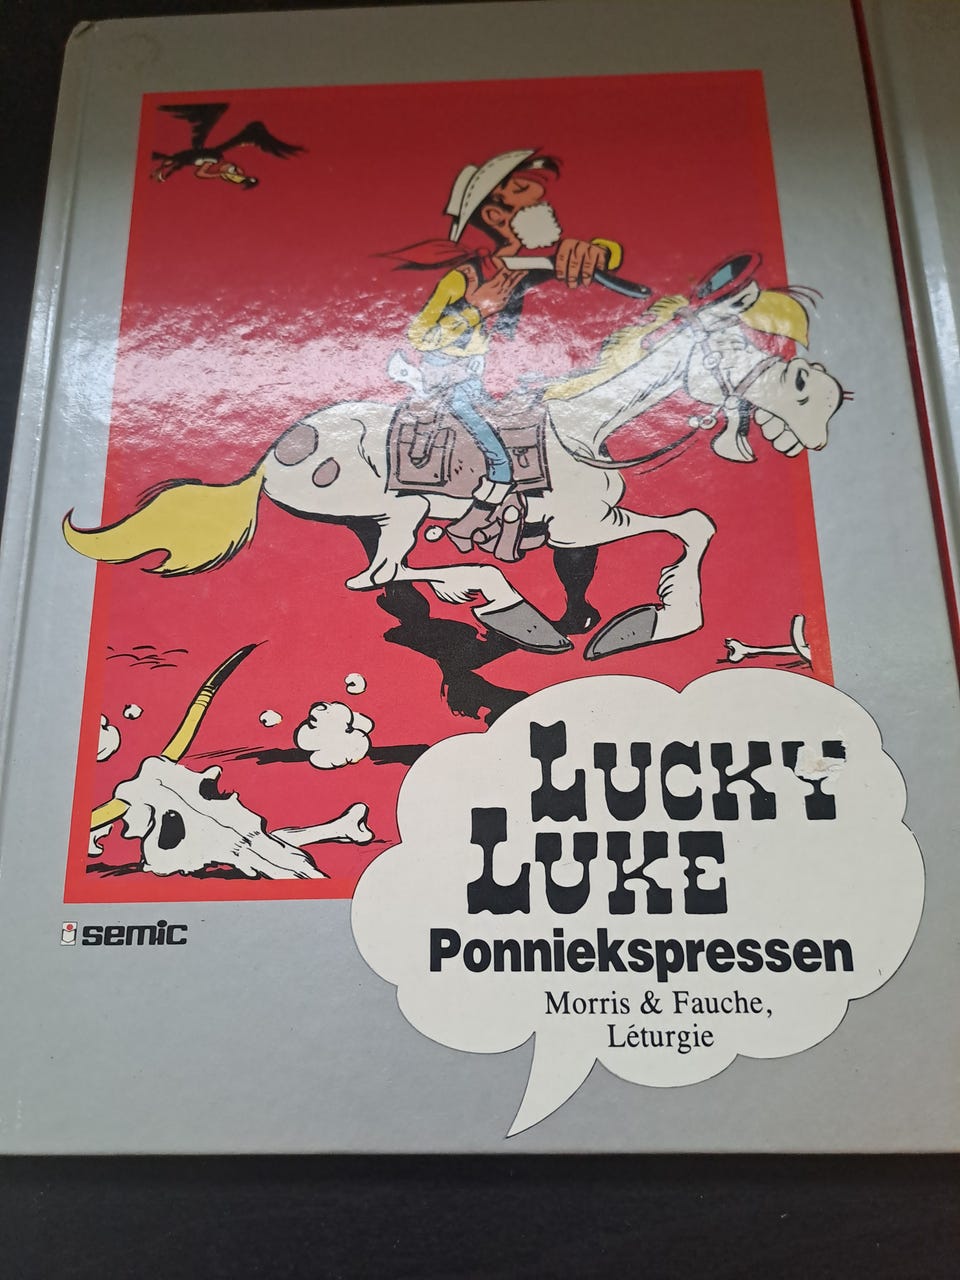 LUCKY
LUKE
Ponniekspressen
Morris & Fauche,
Léturgie
semic